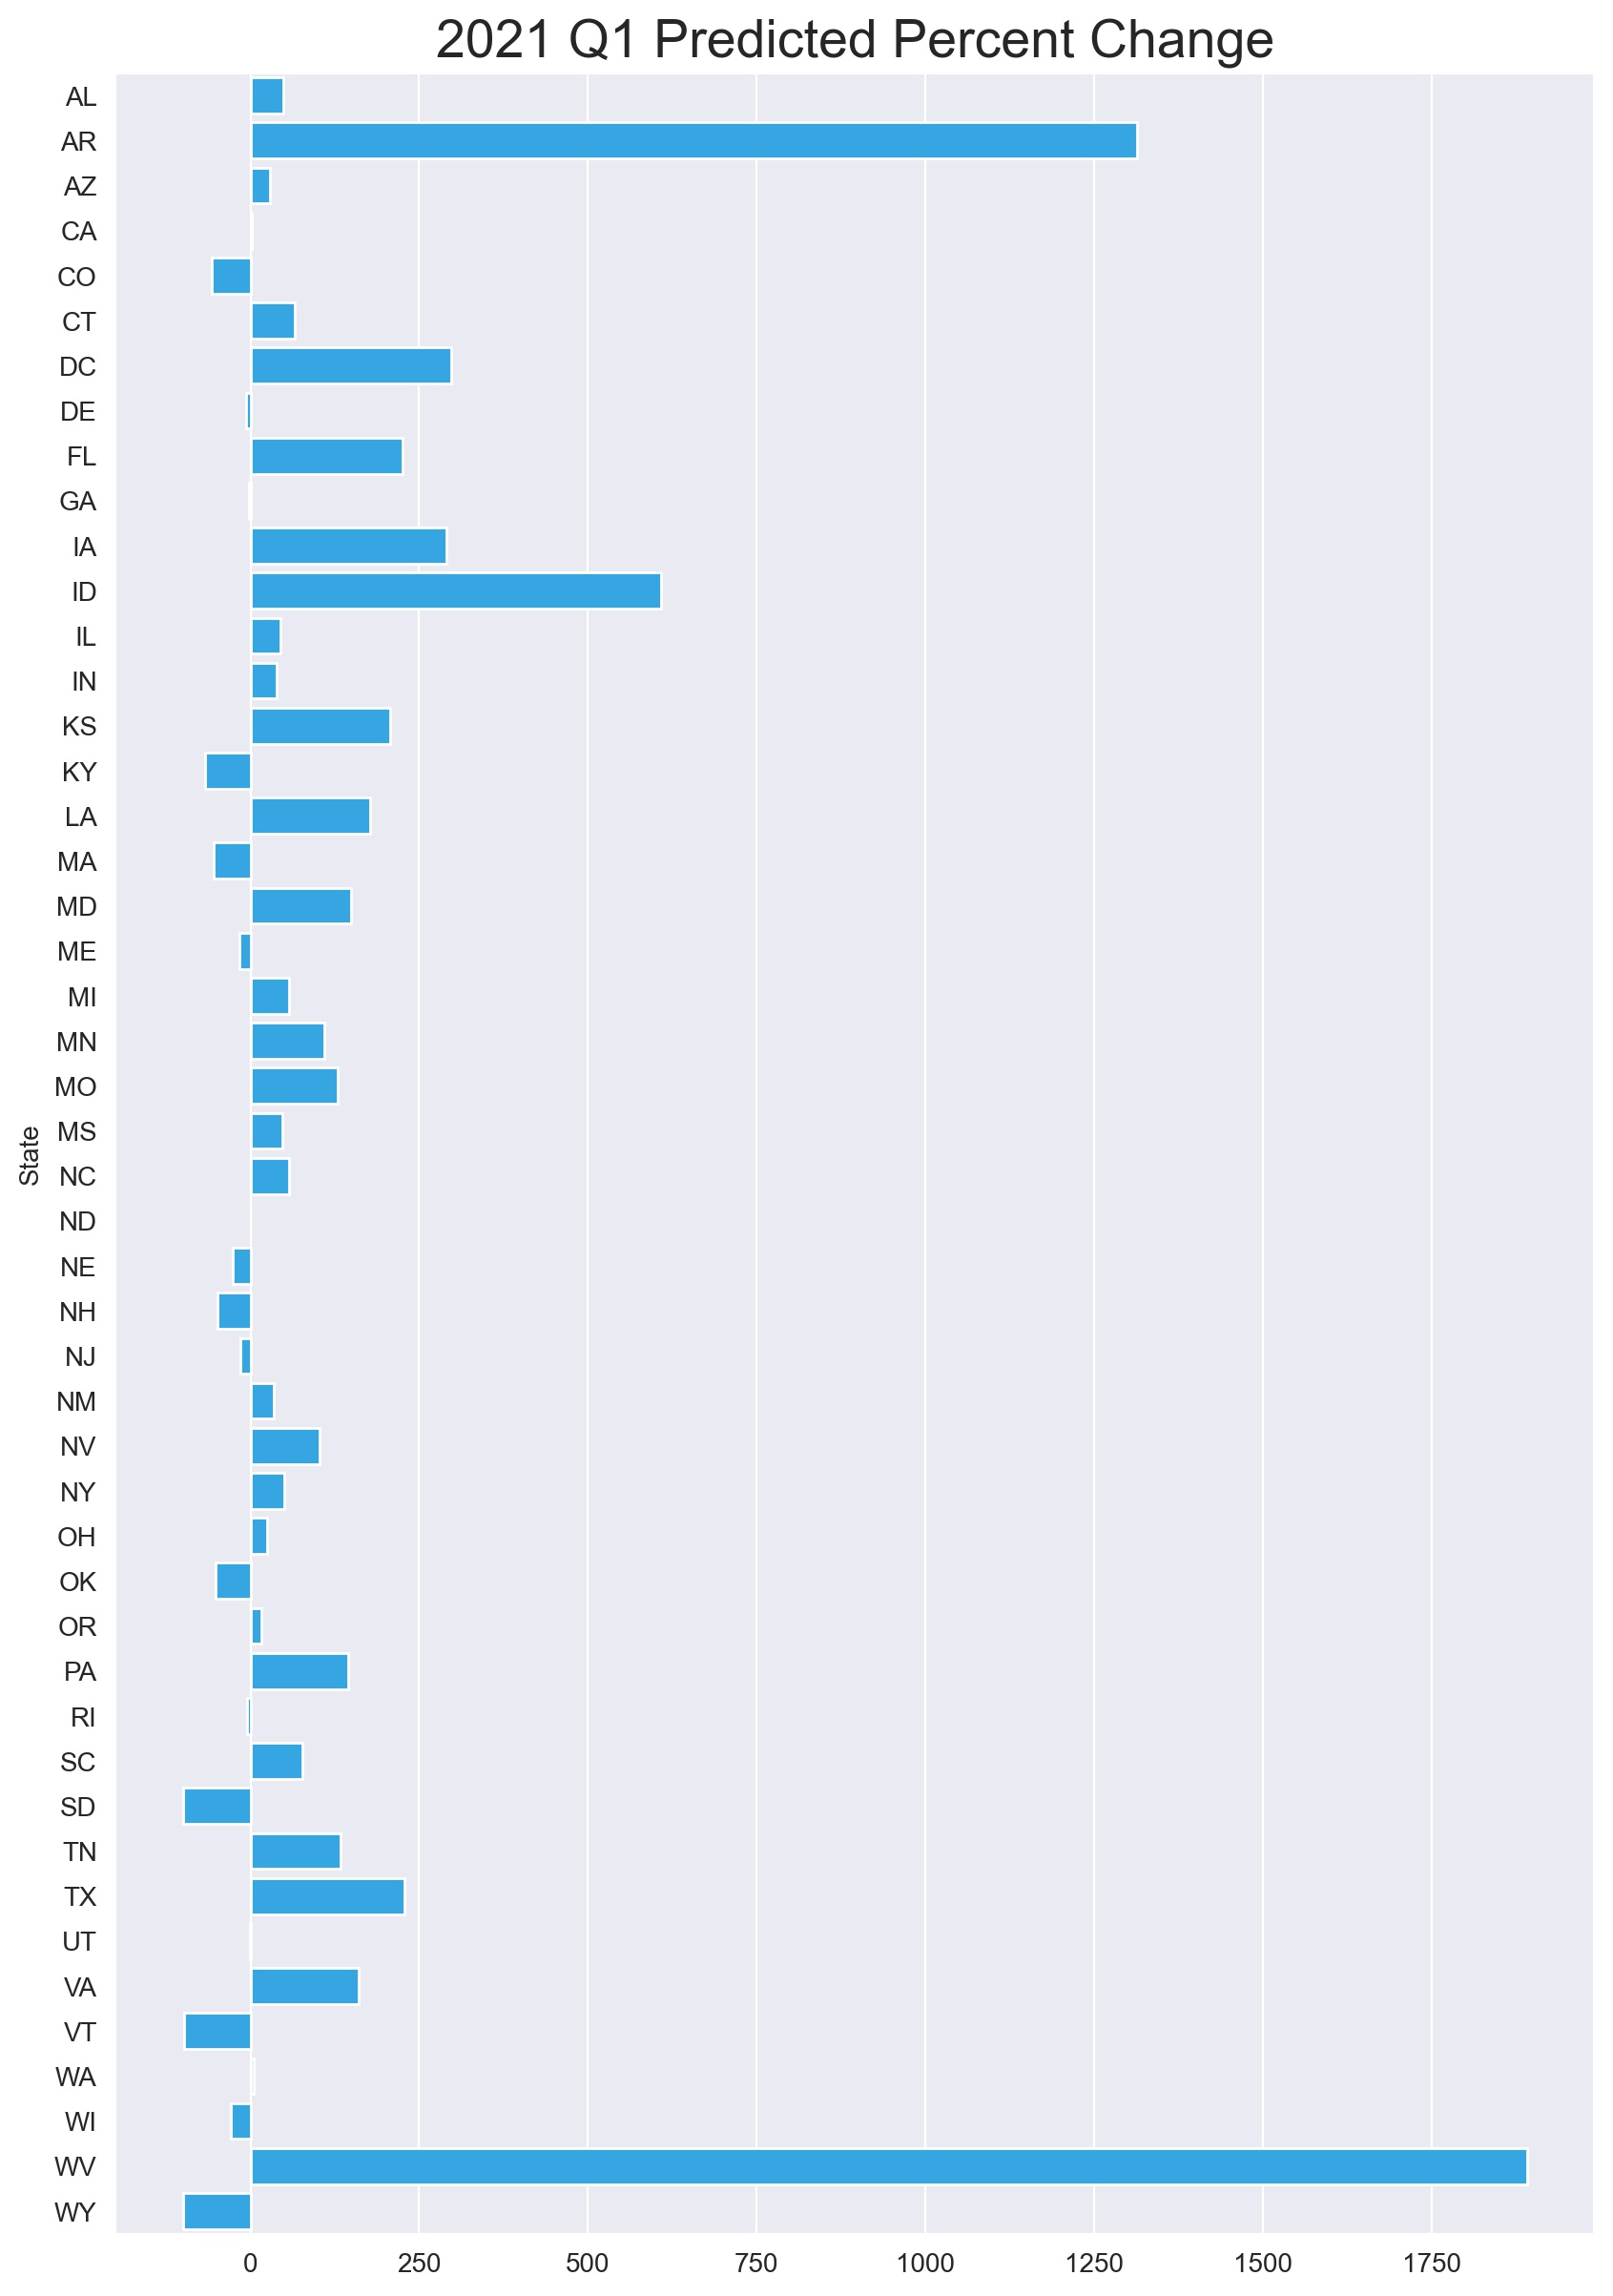 2021 Q1 Predicted Percent Change
AL
AR
AZ
CA
CO
CT
DC
DE
FL
GA
IA
ID
IL
IN
KS
KY
LA
MA
MD
ME
MI
MN
MO
MS
State
NC
ND
NE
NH
NJ
NM
NV
NY
OH
OK
OR
PA
RI
SC
SD
TN
TX
UT
VA
VT
WA
WI
WV
WY
0 250 500 750 1000 1250 1500 1750